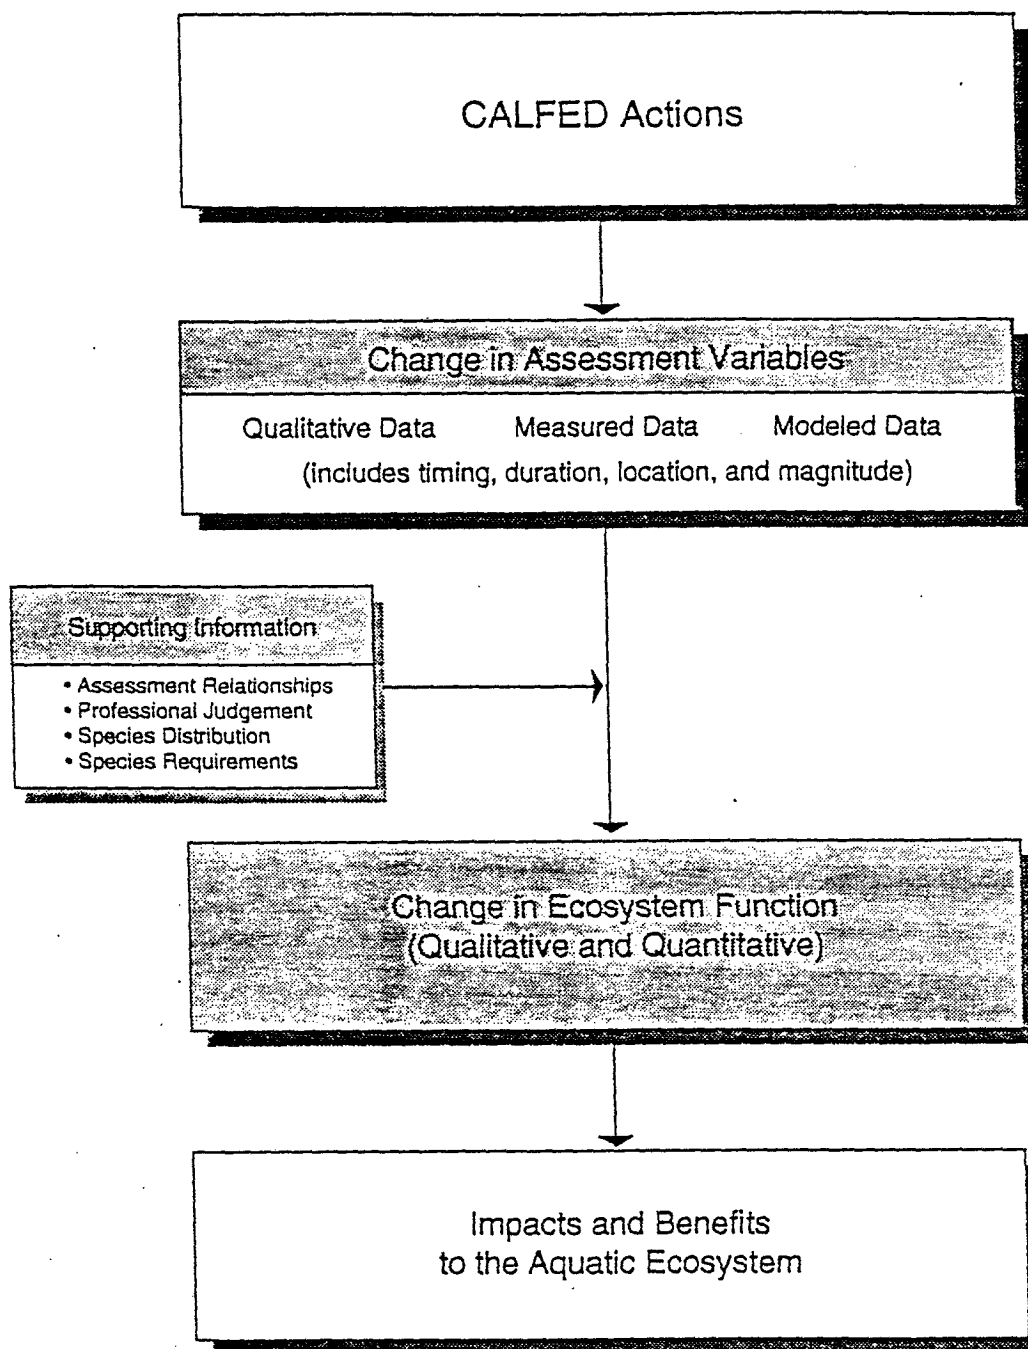 CALFED Actions
Change in Assessment Variables
Qualitative Data Measured Data Modeled Data
(includes timing, duration, location, and magnitude)
Supporting Information
• Assessment Relationships
• Professional Judgement
• Species Distribution
• Species Requirements
Change in Ecosystem Function
(Qualitative and Quantitative)
Impacts and Benefits
to the Aquatic Ecosystem